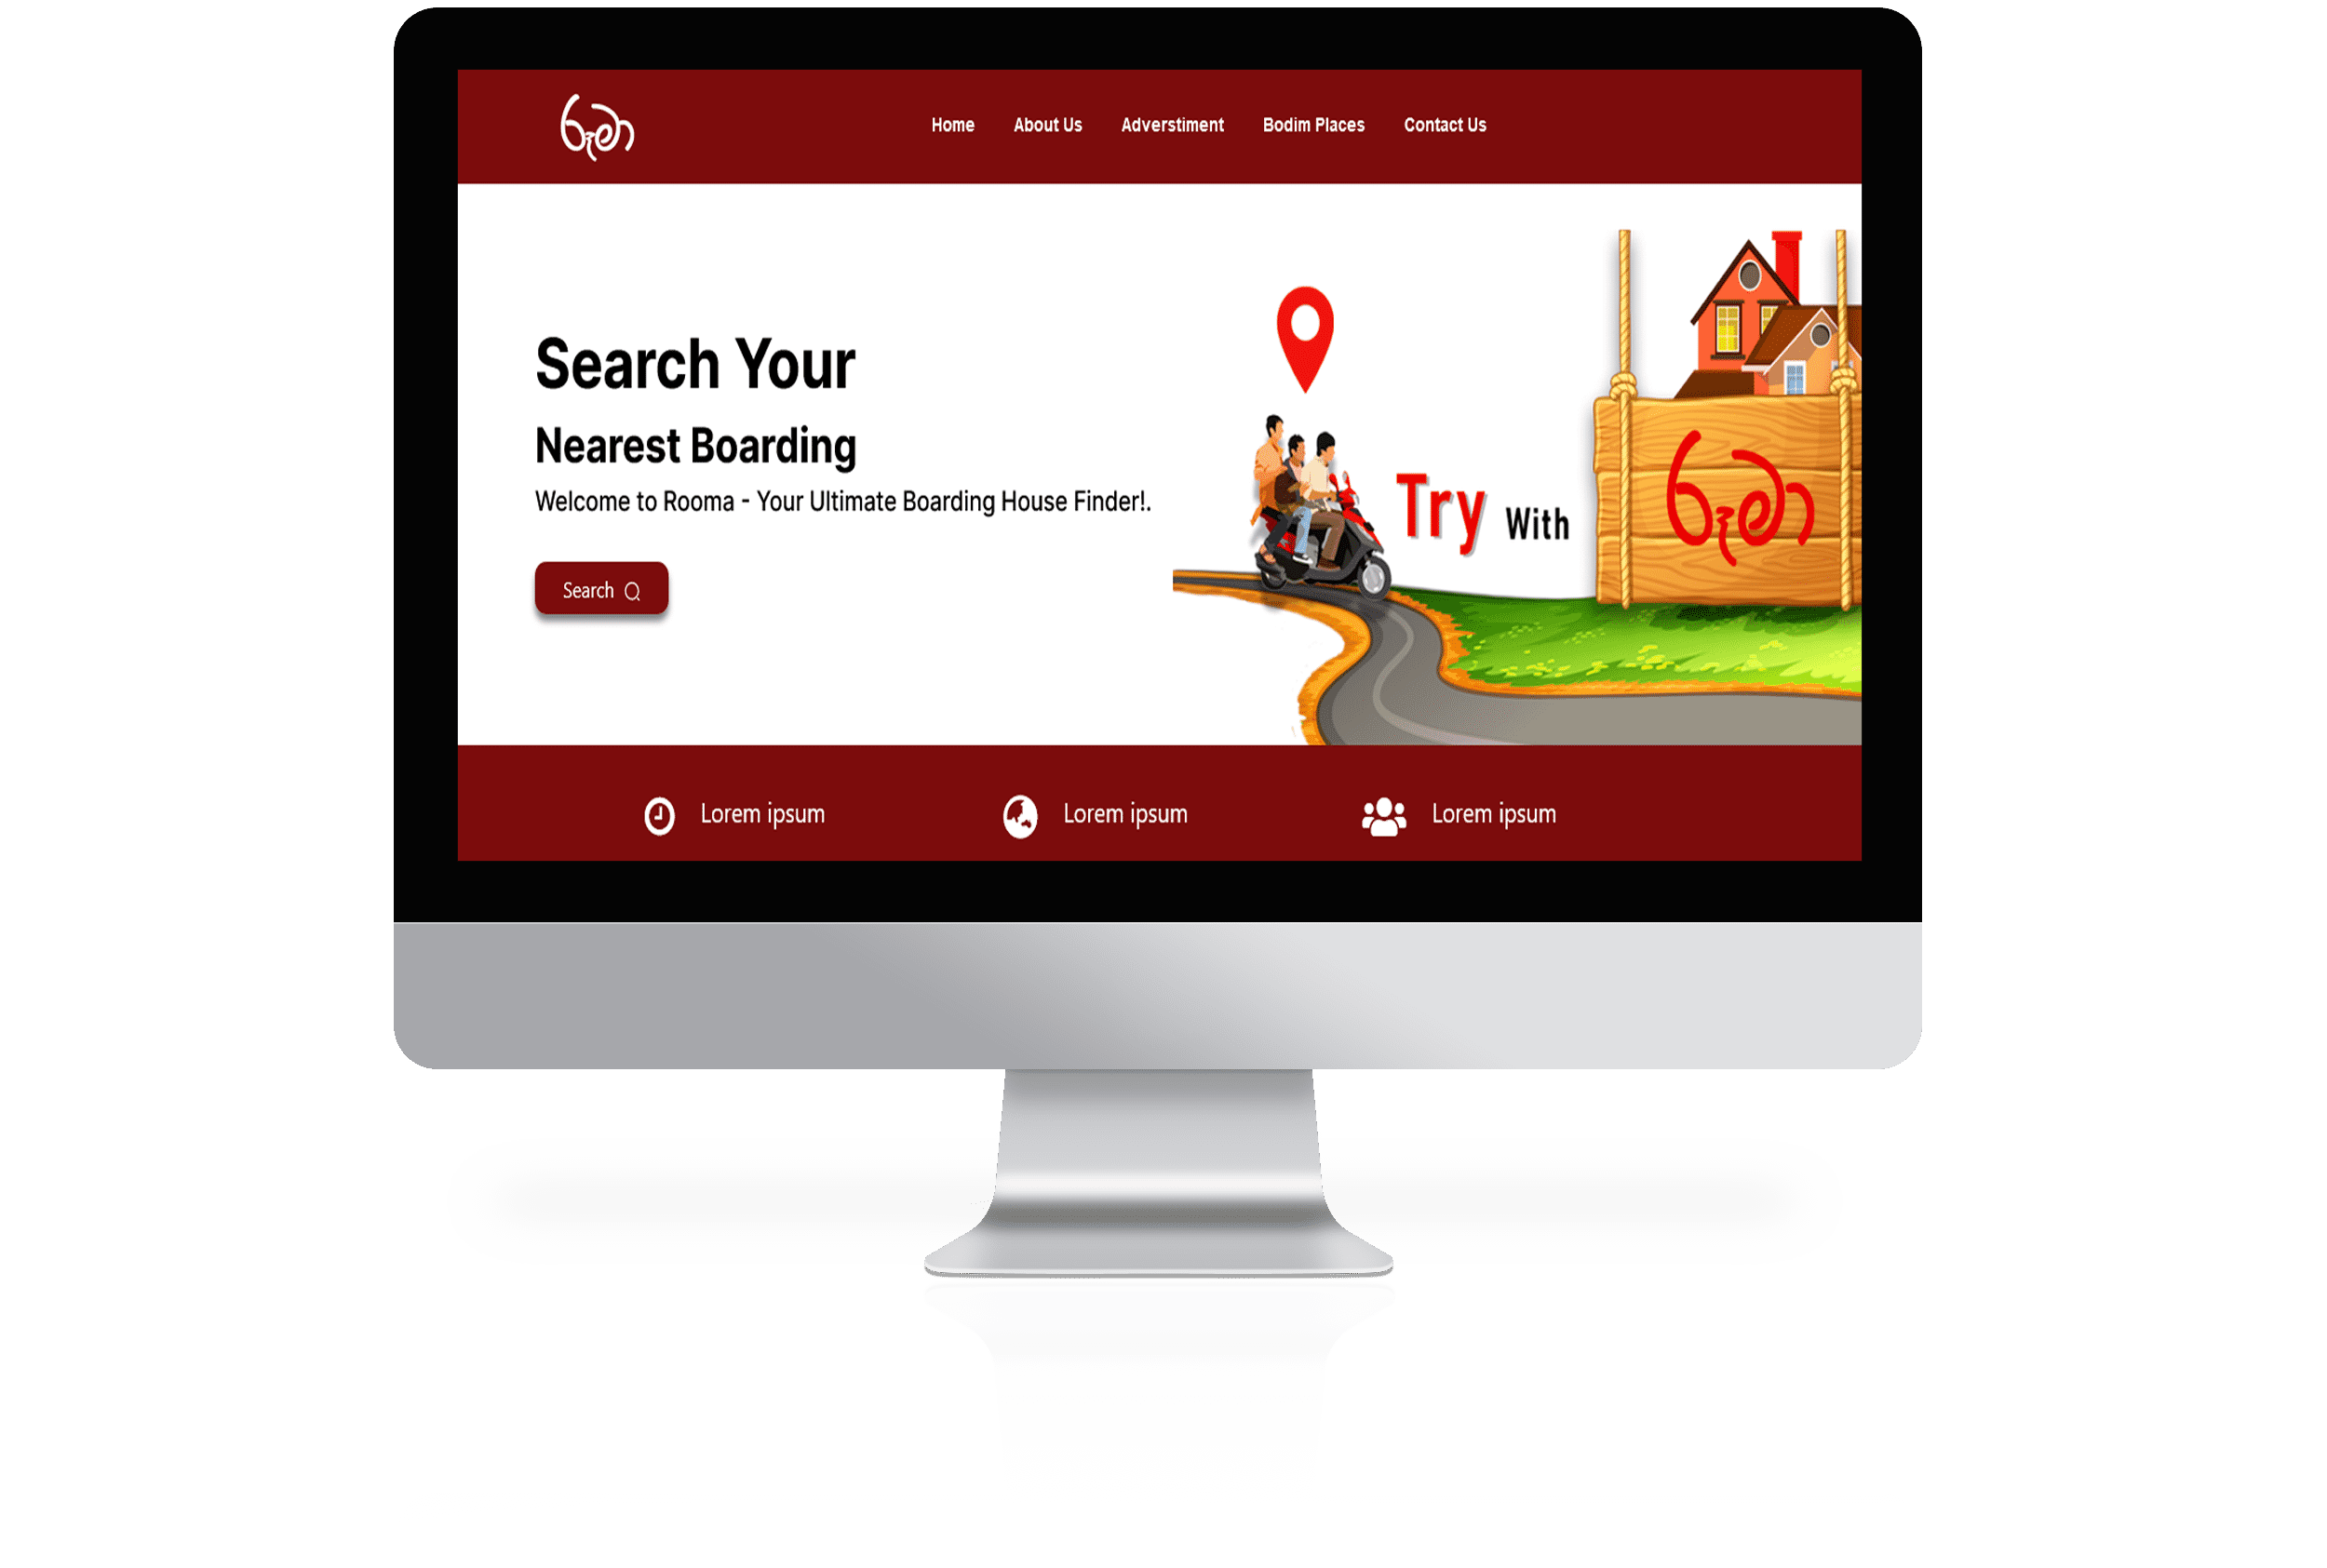 රූමා
Home About Us Adverstiment Bodim Places Contact Us
Search Your
Nearest Boarding
Welcome to Rooma - Your Ultimate Boarding House Finder!.
Search
Try With රූමා
Lorem ipsum Lorem ipsum Lorem ipsum